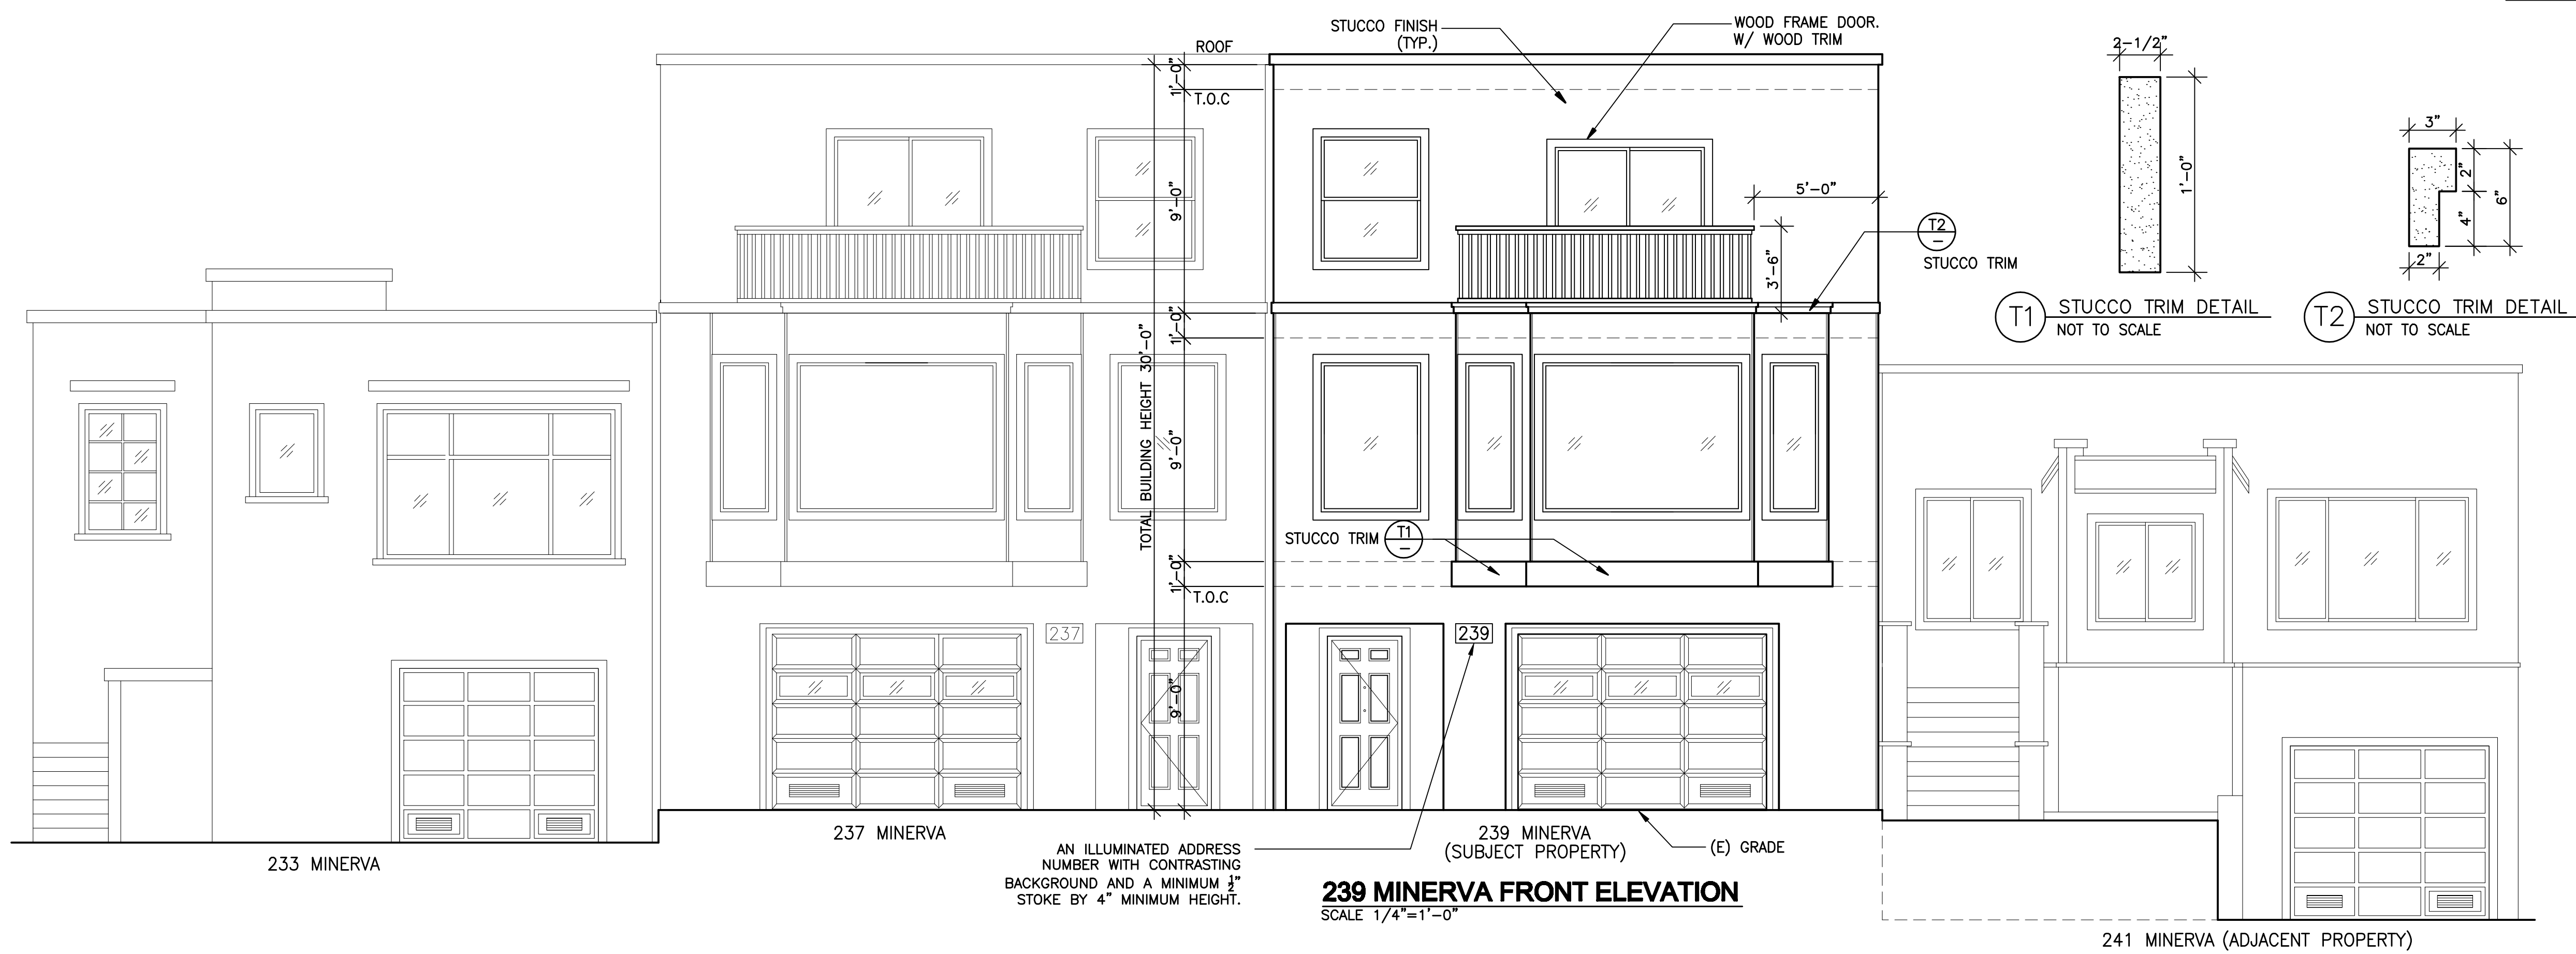 STUCCO FINISH
(TYP.)
WOOD FRAME DOOR.
W/ WOOD TRIM
ROOF
1'-0"
T.O.C
9'-0"
TOTAL BUILDING HEIGHT 30'-0"
1'-0"
9'-0"
1'-0"
T.O.C
9'-0"
5'-0"
3'-6"
T2
–
STUCCO TRIM
STUCCO TRIM
T1
–
2-1/2"
1'-0"
T1
STUCCO TRIM DETAIL
NOT TO SCALE
3"
2"
4"
6"
2"
T2
STUCCO TRIM DETAIL
NOT TO SCALE
237
239
233 MINERVA
237 MINERVA
239 MINERVA
(SUBJECT PROPERTY)
(E) GRADE
AN ILLUMINATED ADDRESS
NUMBER WITH CONTRASTING
BACKGROUND AND A MINIMUM 1/2"
STOKE BY 4" MINIMUM HEIGHT.
239 MINERVA FRONT ELEVATION
SCALE 1/4"=1'-0"
241 MINERVA (ADJACENT PROPERTY)